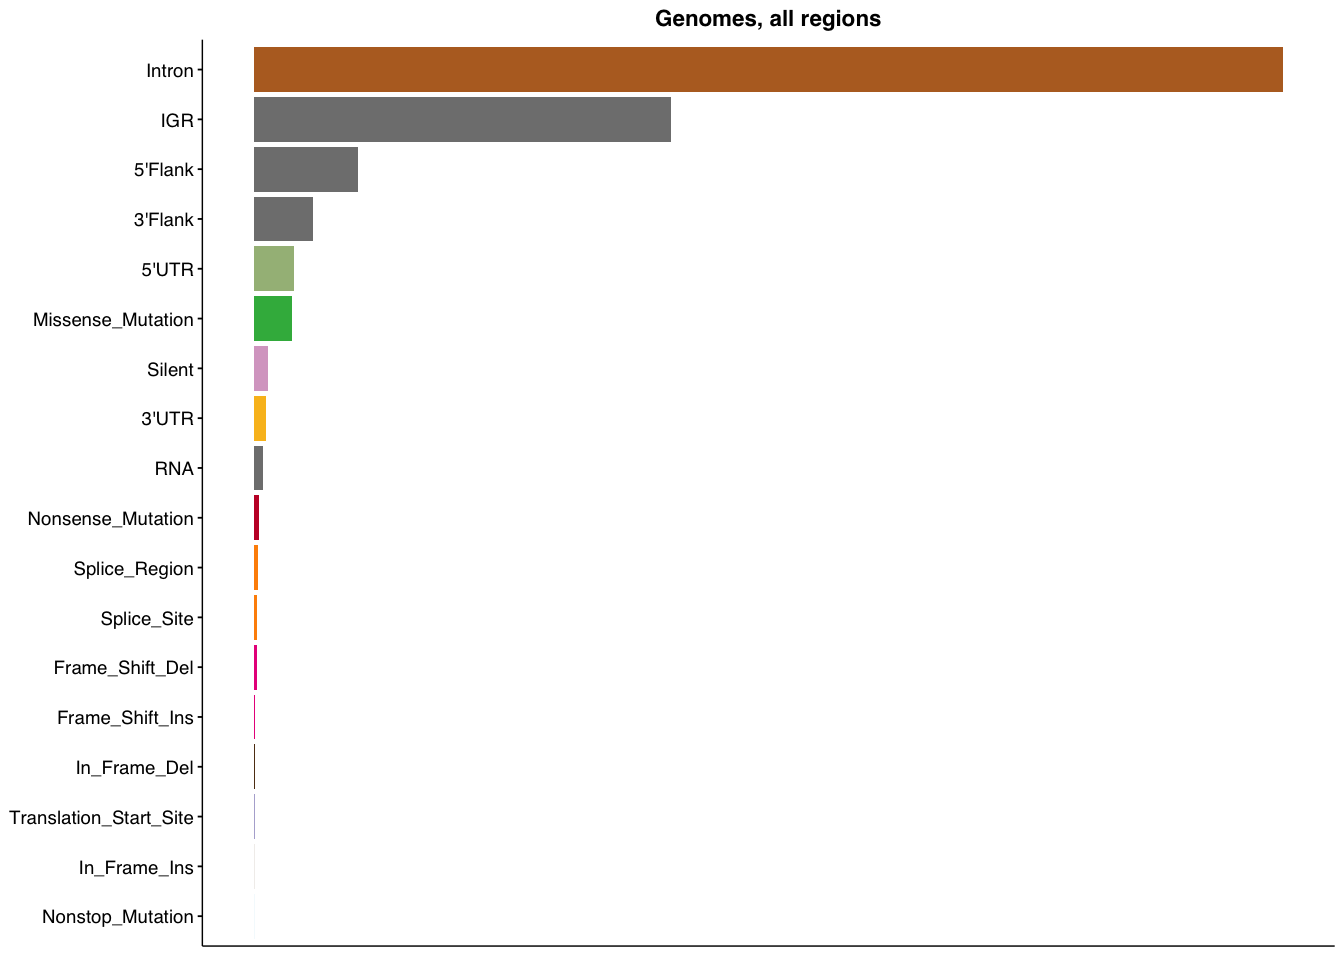 Genomes, all regions
Intron
IGR
5'Flank
3'Flank
5'UTR
Missense_Mutation
Silent
3'UTR
RNA
Nonsense_Mutation
Splice_Region
Splice_Site
Frame_Shift_Del
Frame_Shift_Ins
In_Frame_Del
Translation_Start_Site
In_Frame_Ins
Nonstop_Mutation